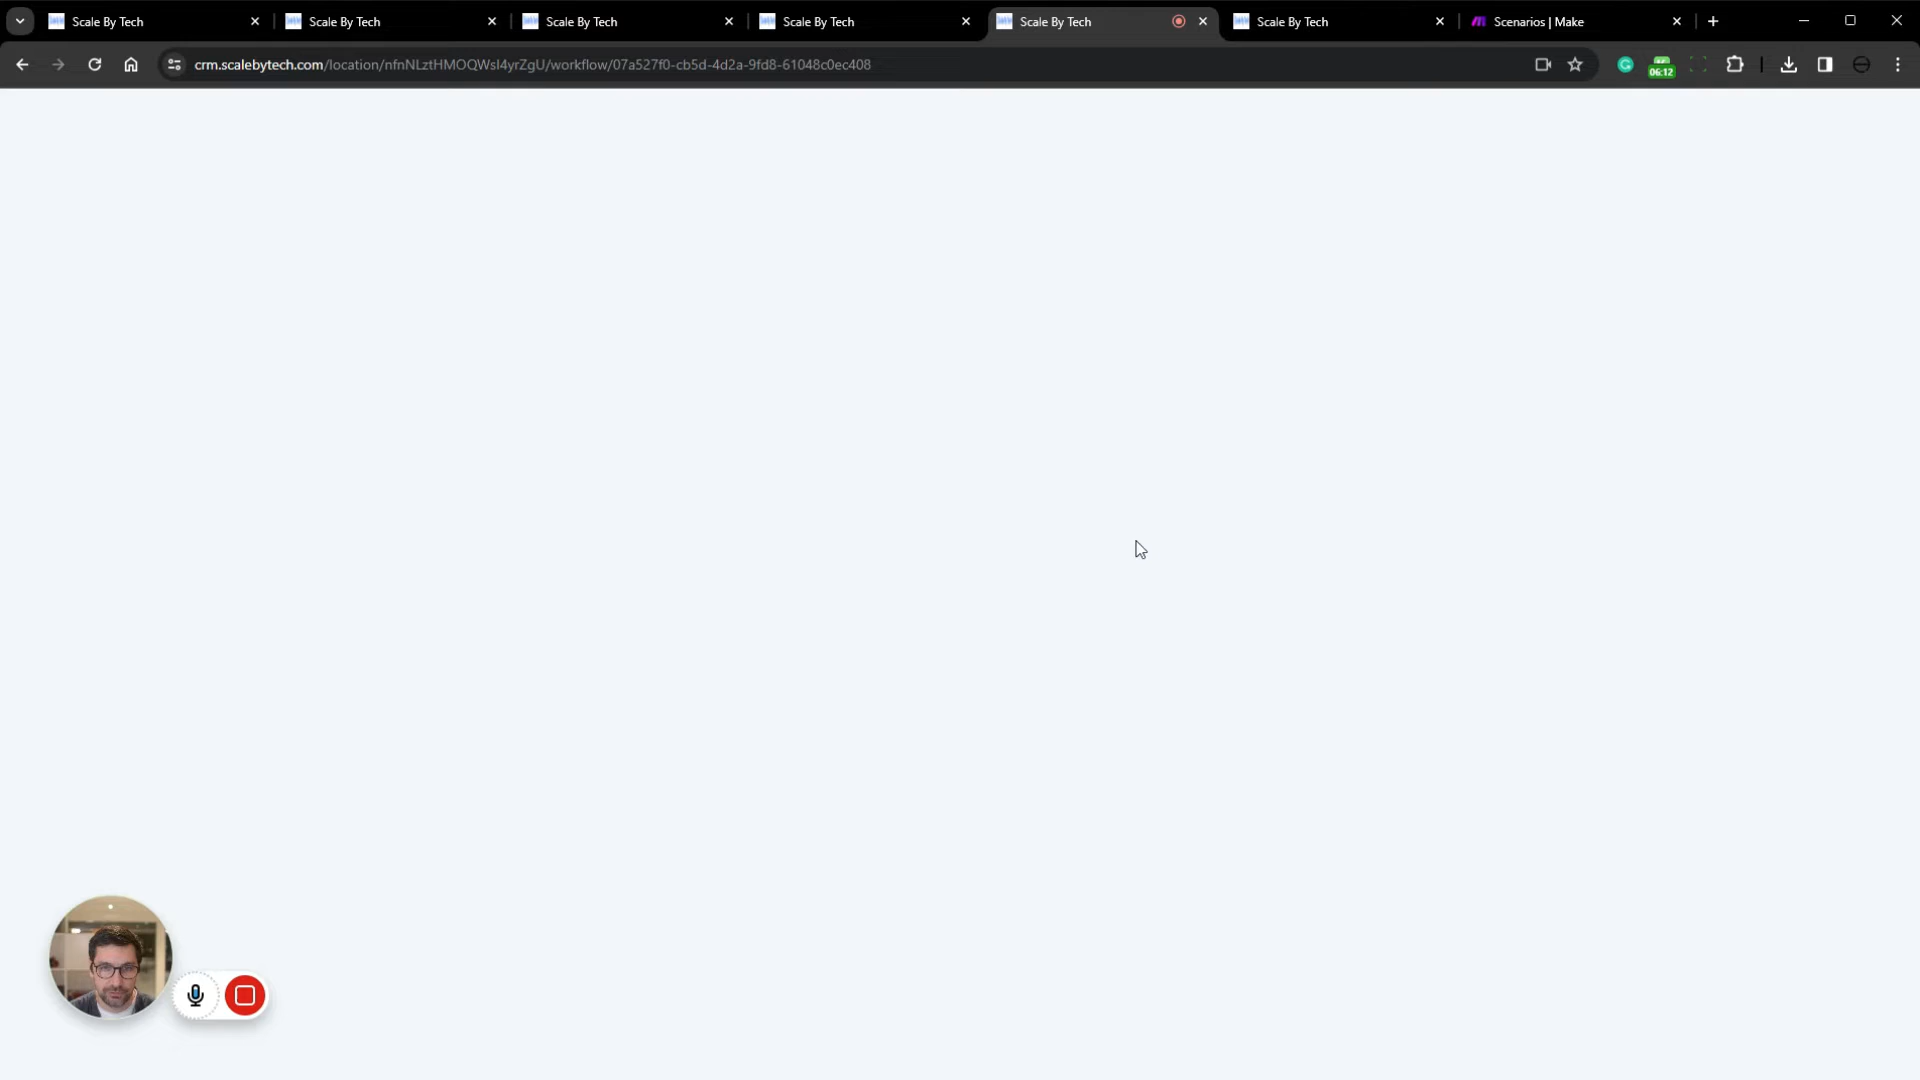 Scale By Tech
Scale By Tech
Scale By Tech
Scale By Tech
Scale By Tech
Scale By Tech
Scenarios | Make
crm.scalebytech.com/location/nfnNLztHMOQWsI4yrZgU/workflow/07a527f0-cb5d-4d2a-9fd8-61048c0ec408
06:12